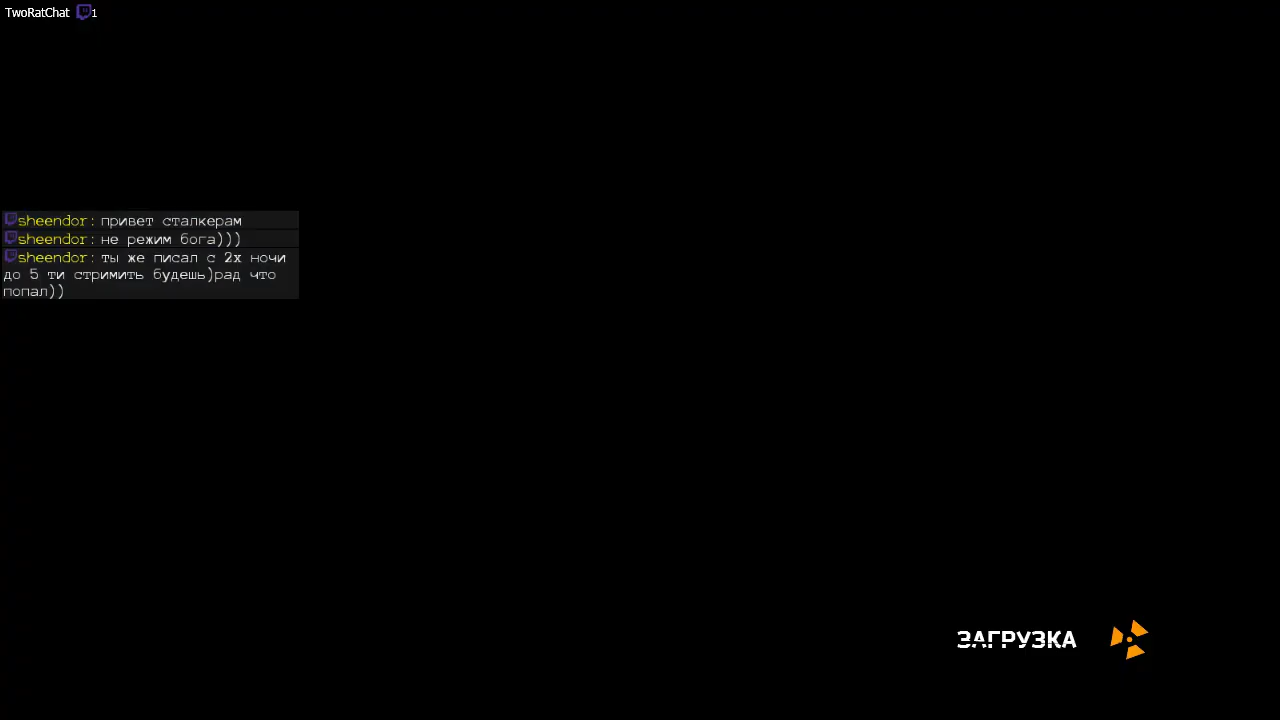 TwoRatChat 1
sheendor: привет сталкерам
sheendor: не режим бога)))
sheendor: ты же писал с 2х ночи
до 5 ти стримить будешь)рад что
попал))
ЗАГРУЗКА